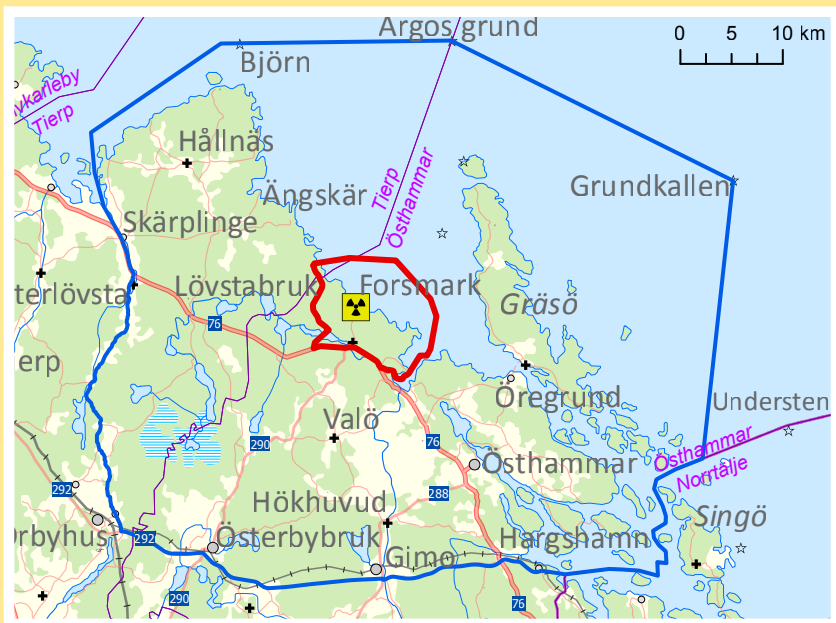 Argos grund
0 5 10 km
Björn
vkarleby
Tierp
Hållnäs
Ängskär
Tierp
Östhammar
Grundkallen
Skärplinge
terlövsta
Lövstabruk
Forsmark
Gräsö
76
erp
Öregrund
Understen
Valö
290
76
Östhammar
Östhammar
Norrtälje
292
288
Hökhuvud
Singö
rbyhus
292
Österbybruk
Hargshamn
Gimo
290
76